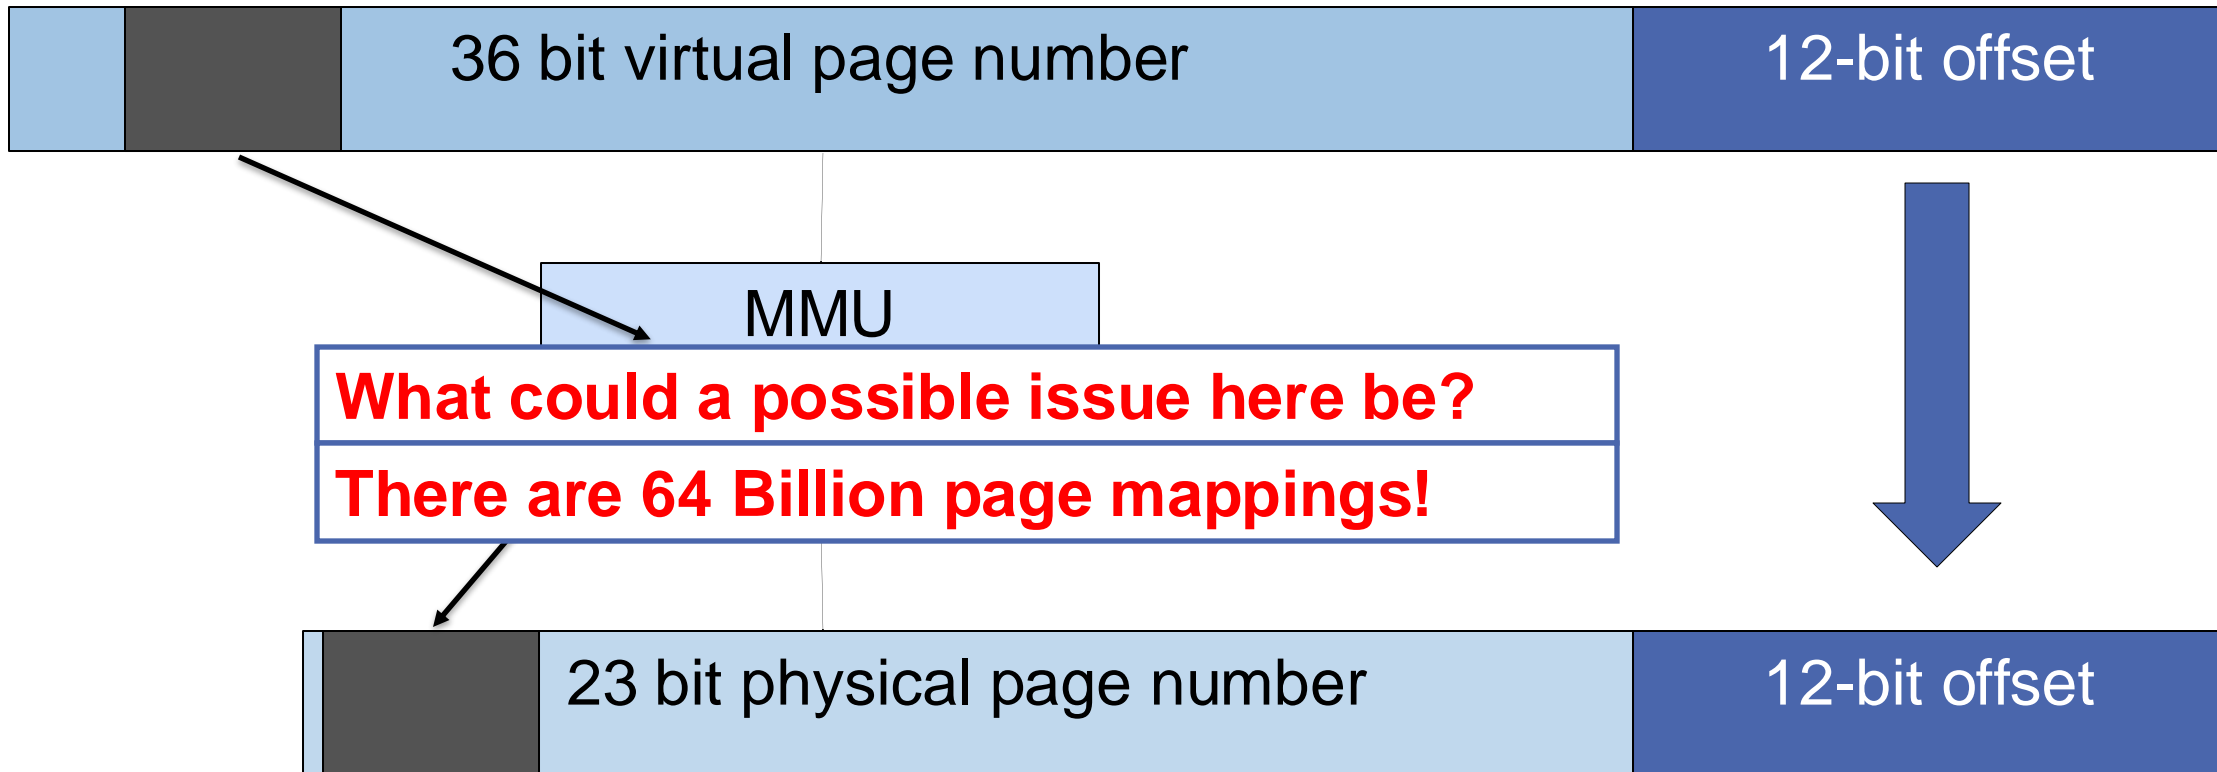 36 bit virtual page number
12-bit offset
MMU
What could a possible issue here be?
There are 64 Billion page mappings!
23 bit physical page number
12-bit offset